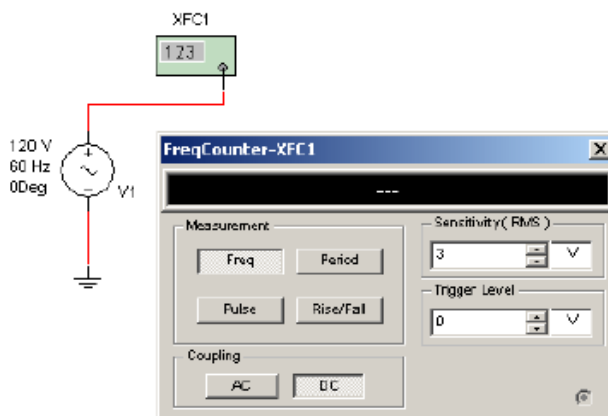 XFC1
123
120 V
60 Hz
0Deg
V1
FreqCounter-XFC1
---
Measurement
Freq
Period
Pulse
Rise/Fall
Coupling
AC
DC
Sensitivity( RMS )
3
V
Trigger Level
0
V